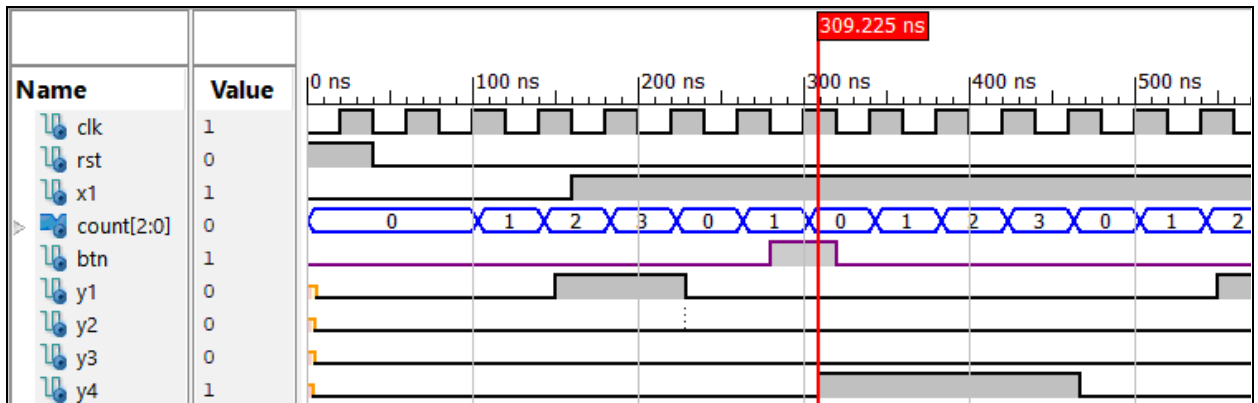 309.225 ns
Name Value 0 ns 100 ns 200 ns 300 ns 400 ns 500 ns
clk 1
rst 0
x1 1
count[2:0] 0 0 1 2 3 0 1 0 1 2 3 0 1 2
btn 1
y1 0
y2 0
y3 0
y4 1